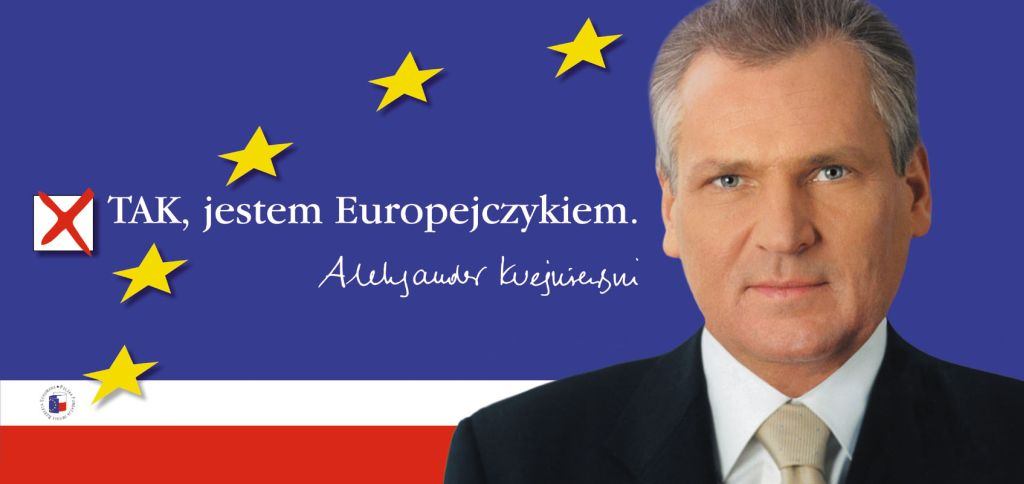 TAK, jestem Europejczykiem.
Aleksander Kwaśniewski